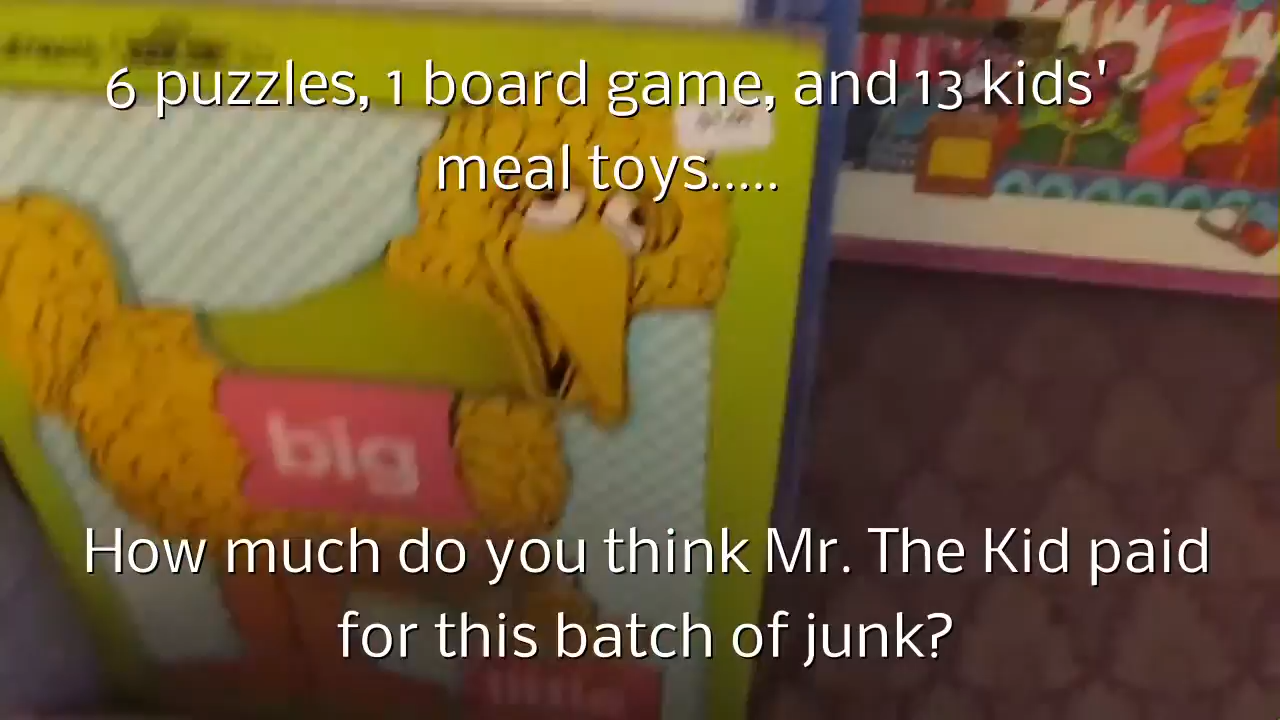 6 puzzles, 1 board game, and 13 kids'
meal toys.....
big
How much do you think Mr. The Kid paid
for this batch of junk?
little